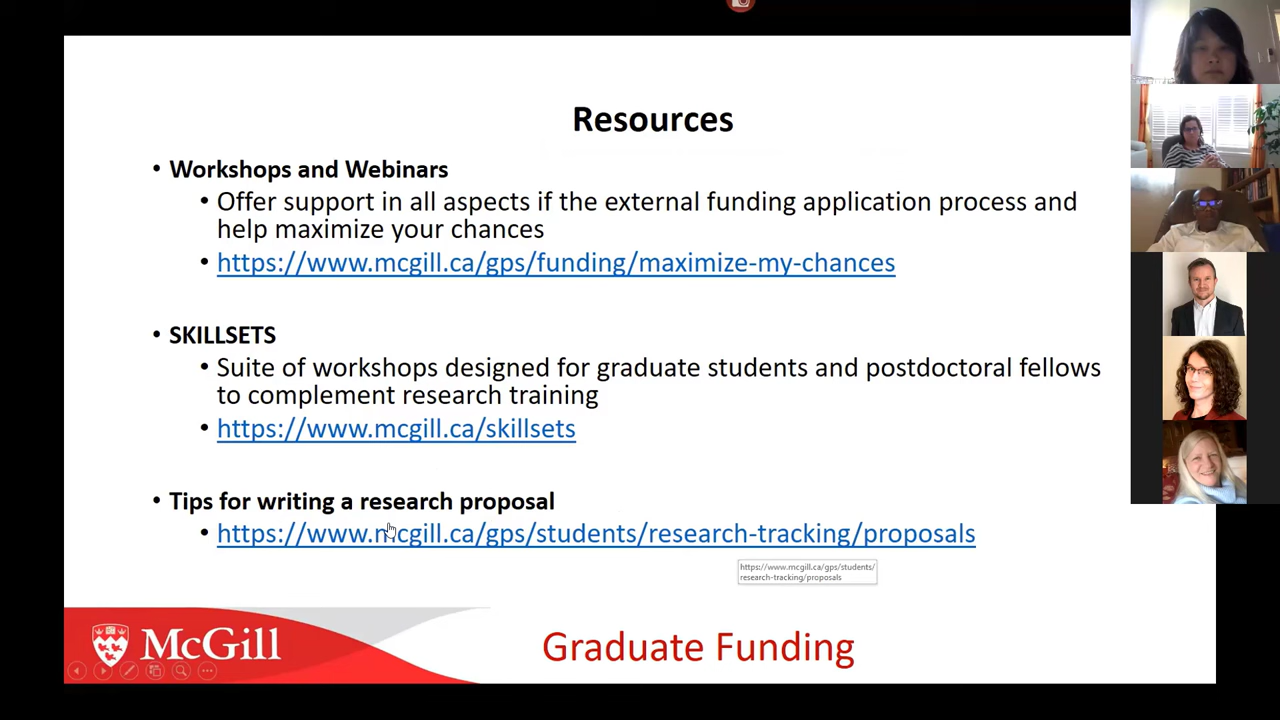 Resources
• Workshops and Webinars
• Offer support in all aspects if the external funding application process and
help maximize your chances
• https://www.mcgill.ca/gps/funding/maximize-my-chances
• SKILLSETS
• Suite of workshops designed for graduate students and postdoctoral fellows
to complement research training
• https://www.mcgill.ca/skillsets
• Tips for writing a research proposal
• https://www.mcgill.ca/gps/students/research-tracking/proposals
https://www.mcgill.ca/gps/students/
research-tracking/proposals
McGill
Graduate Funding